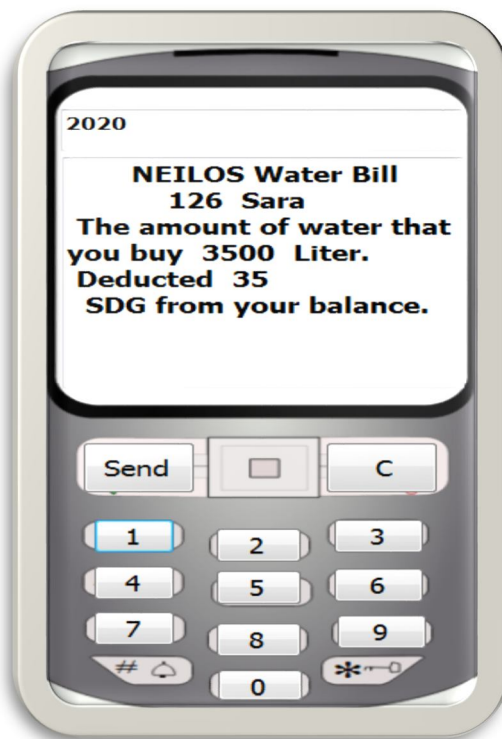 2020
NEILOS Water Bill
126 Sara
The amount of water that
you buy 3500 Liter.
Deducted 35
SDG from your balance.
Send
C
1
2
3
4
5
6
7
8
9
#
*
0